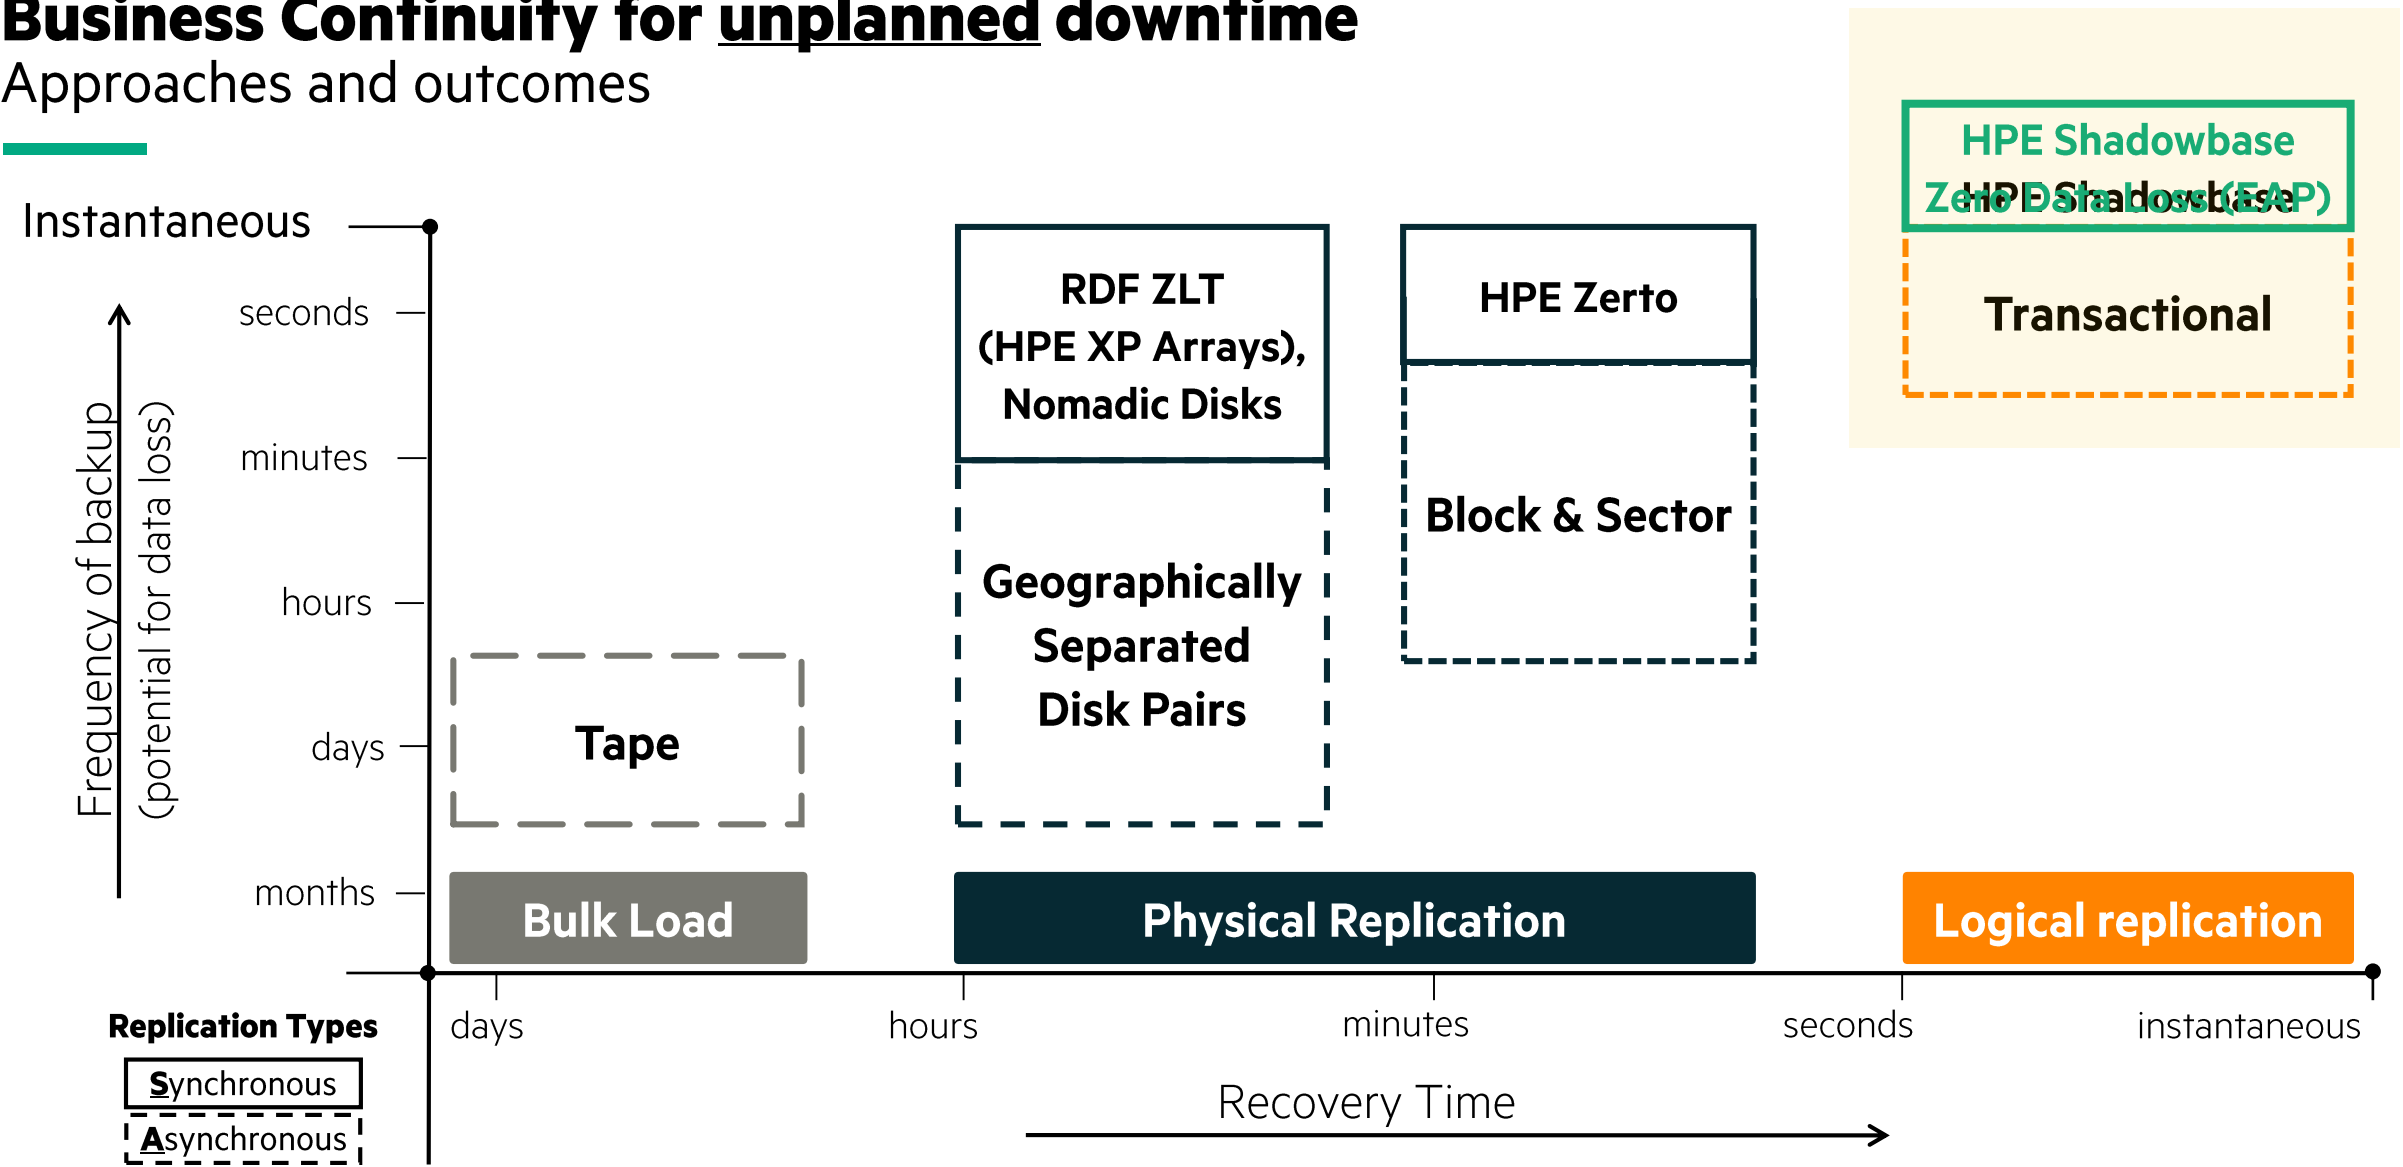 Business Continuity for unplanned downtime
Approaches and outcomes
HPE Shadowbase
Zero Data Loss (EAP)
HPE Shadowbase
Transactional
Instantaneous
seconds
minutes
hours
days
months
Frequency of backup
(potential for data loss)
RDF ZLT
(HPE XP Arrays),
Nomadic Disks
HPE Zerto
Geographically
Separated
Disk Pairs
Block & Sector
Tape
Bulk Load
Physical Replication
Logical replication
days
hours
minutes
seconds
instantaneous
Recovery Time
Replication Types
Synchronous
Asynchronous